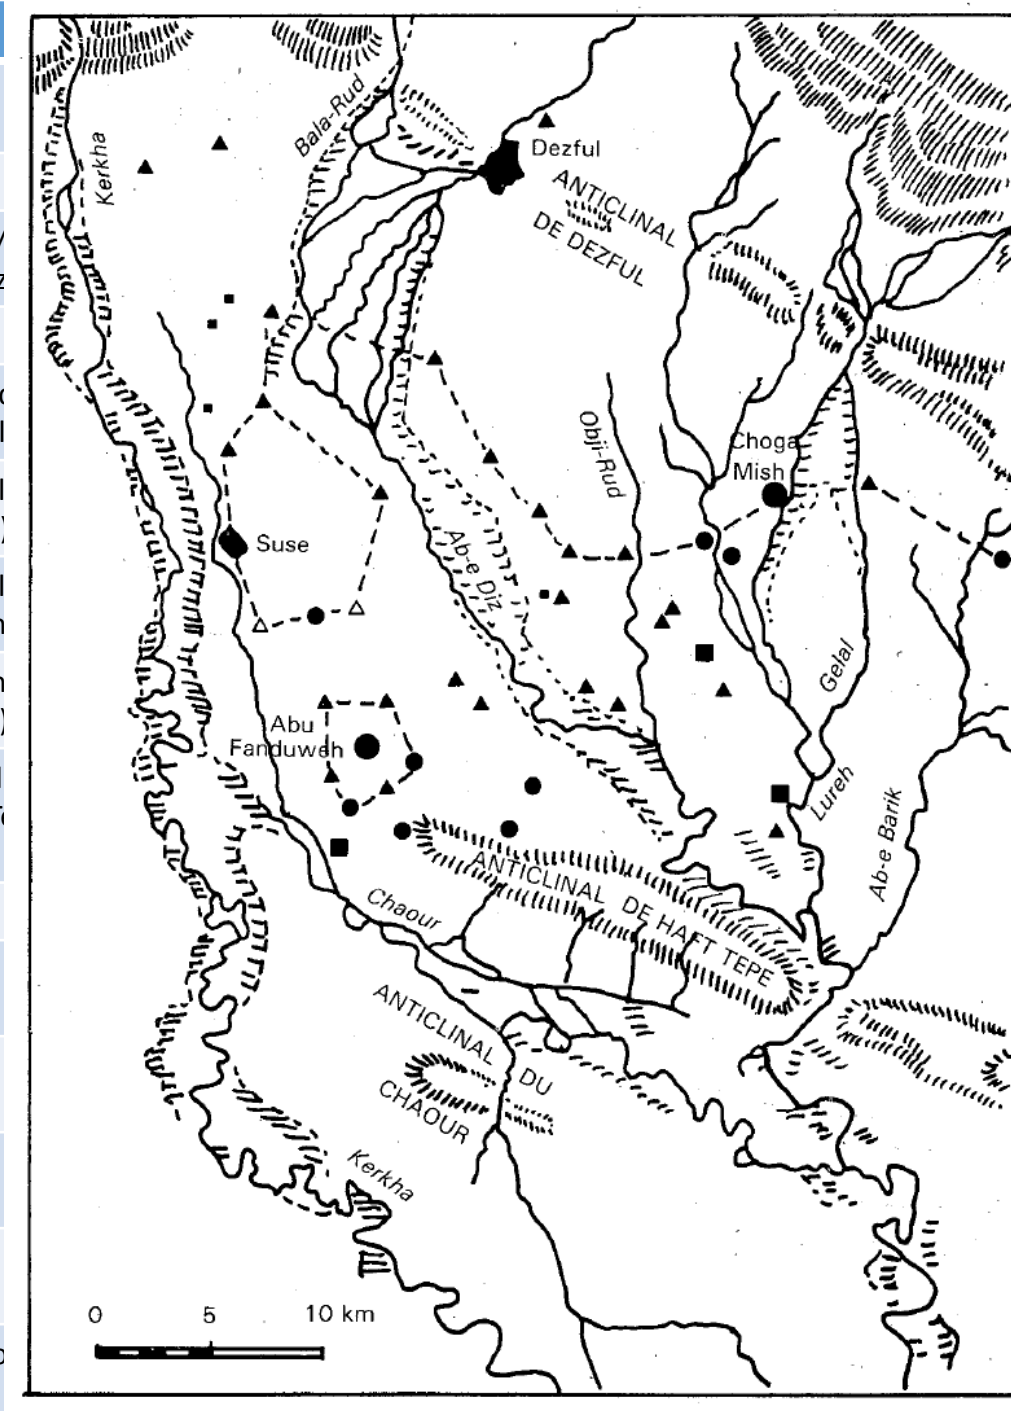 Kerkha
Bala-Rud
Dezful
ANTICLINAL
DE DEZFUL
Obji-Rud
Choga
Mish
Suse
Ab-e Diz
Gelal
Abu
Fanduweh
Lureh
Ab-e Barik
ANTICLINAL DE HAFT TEPE
Chaour
ANTICLINAL
DU
CHAOUR
Kerkha
0 5 10 km